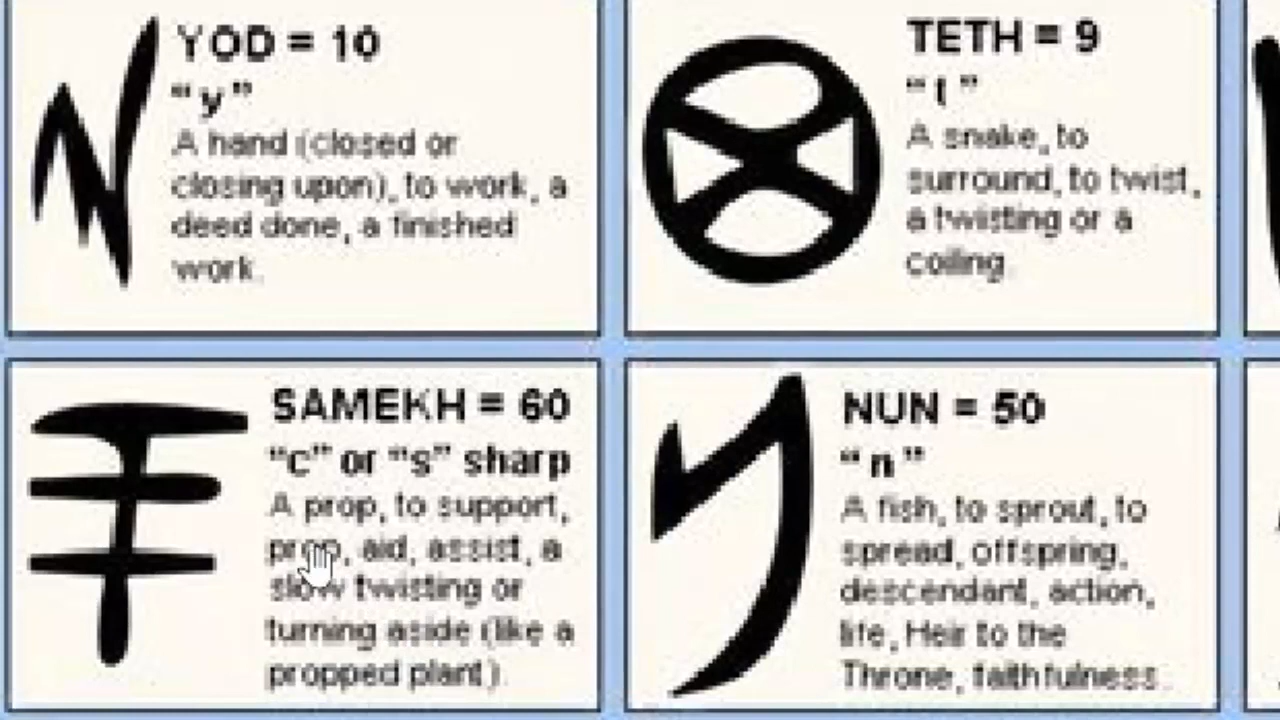 YOD = 10
"y"
A hand (closed or
closing upon), to work, a
deed done, a finished
work.
TETH = 9
"t"
A snake, to
surround, to twist,
a twisting or a
coiling.
SAMEKH = 60
"c" or "s" sharp
A prop, to support,
prop, aid, assist, a
slow twisting or
turning aside (like a
propped plant).
NUN = 50
"n"
A fish, to sprout, to
spread, offspring,
descendant, action,
life, Heir to the
Throne, faithfulness.